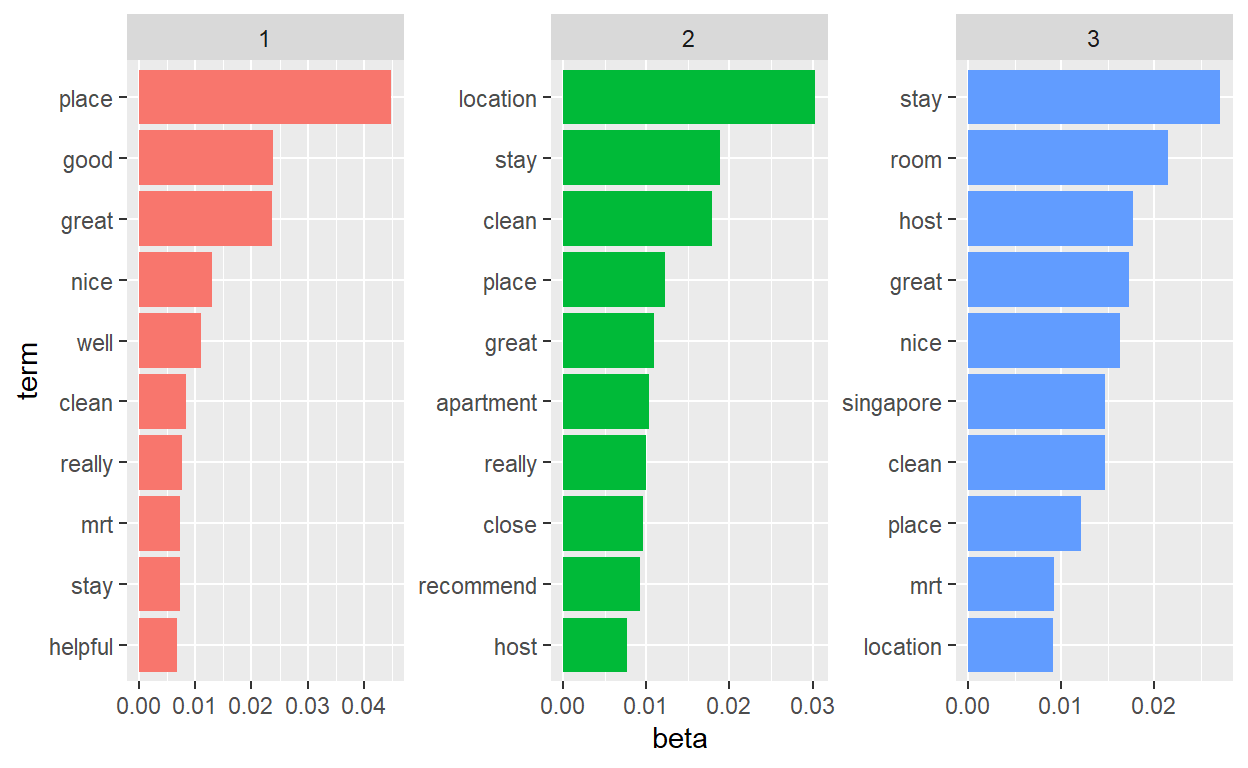 1
2
3
term
place
good
great
nice
well
clean
really
mrt
stay
helpful
0.00 0.01 0.02 0.03 0.04
location
stay
clean
place
great
apartment
really
close
recommend
host
0.00 0.01 0.02 0.03
stay
room
host
great
nice
singapore
clean
place
mrt
location
0.00 0.01 0.02
beta